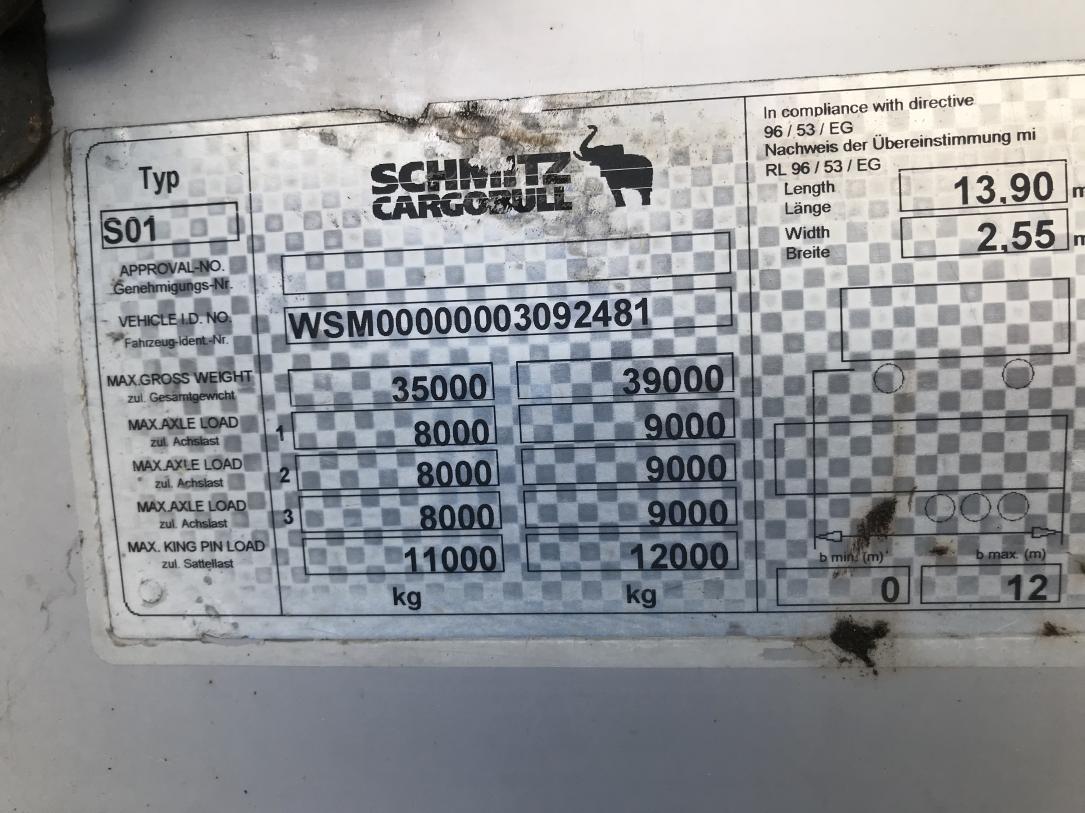 Typ
S01
SCHMITZ
CARGOBULL
APPROVAL-NO.
Genehmigungs-Nr.
VEHICLE I.D. NO.
Fahrzeug-Ident.-Nr.
WSM00000003092481
MAX.GROSS WEIGHT
zul. Gesamtgewicht
35000 39000
MAX.AXLE LOAD
zul. Achslast
1 8000 9000
MAX.AXLE LOAD
zul. Achslast
2 8000 9000
MAX.AXLE LOAD
zul. Achslast
3 8000 9000
MAX. KING PIN LOAD
zul. Sattellast
11000 12000
kg kg
In compliance with directive
96 / 53 / EG
Nachweis der Übereinstimmung mi
RL 96 / 53 / EG
Length
Länge
13,90 m
Width
Breite
2,55 m
b min. (m) b max. (m)
0 12